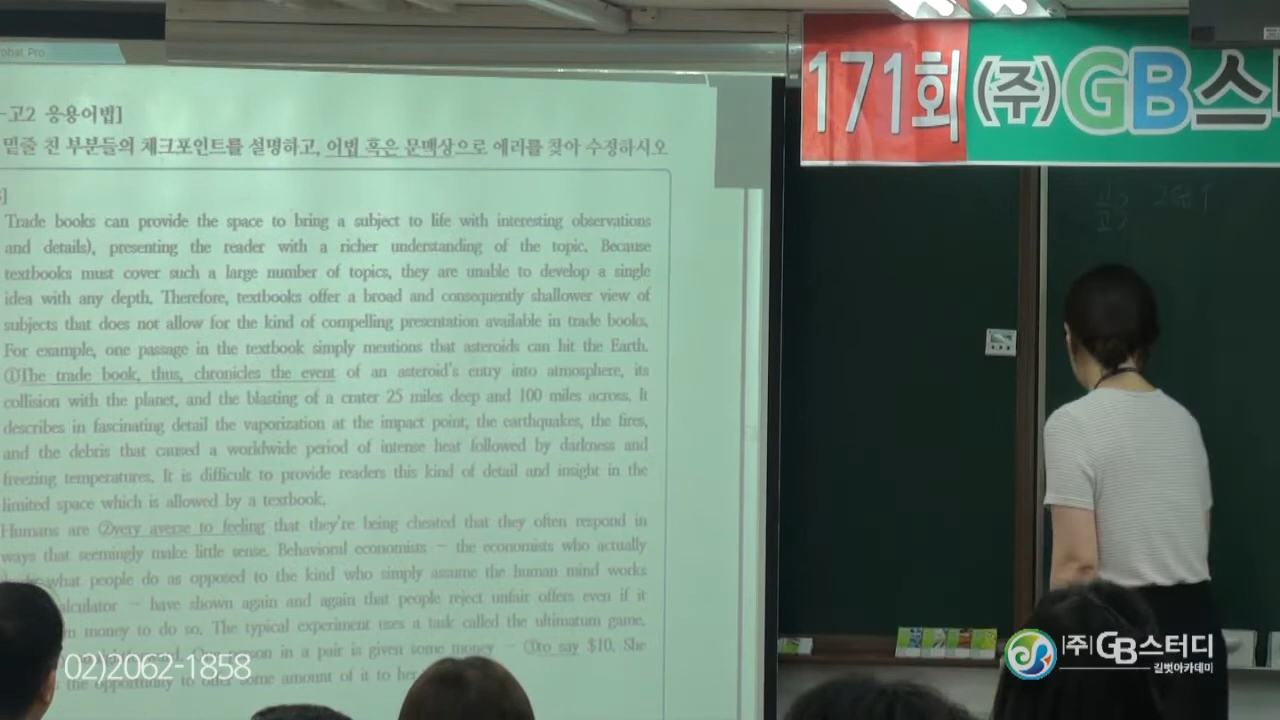 obat Pro
-고2 응용어법]
밑줄 친 부분들의 체크포인트를 설명하고, 어법 혹은 문맥상으로 에러를 찾아 수정하시오
Trade books can provide the space to bring a subject to life with interesting observations
and details), presenting the reader with a richer understanding of the topic. Because
textbooks must cover such a large number of topics, they are unable to develop a single
idea with any depth. Therefore, textbooks offer a broad and consequently shallower view of
subjects that does not allow for the kind of compelling presentation available in trade books.
For example, one passage in the textbook simply mentions that asteroids can hit the Earth.
①The trade book, thus, chronicles the event of an asteroid's entry into atmosphere, its
collision with the planet, and the blasting of a crater 25 miles deep and 100 miles across. It
describes in fascinating detail the vaporization at the impact point, the earthquakes, the fires,
and the debris that caused a worldwide period of intense heat followed by darkness and
freezing temperatures. It is difficult to provide readers this kind of detail and insight in the
limited space which is allowed by a textbook.
Humans are ②very averse to feeling that they're being cheated that they often respond in
ways that seemingly make little sense. Behavioral economists - the economists who actually
what people do as opposed to the kind who simply assume the human mind works
calculator - have shown again and again that people reject unfair offers even if it
money to do so. The typical experiment uses a task called the ultimatum game.
person in a pair is given some money - ③to say $10. She
the opportunity to offer some amount of it to her
171회 (주)GB스터
02)2062-1858
(주)GB스터디
길벗아카데미